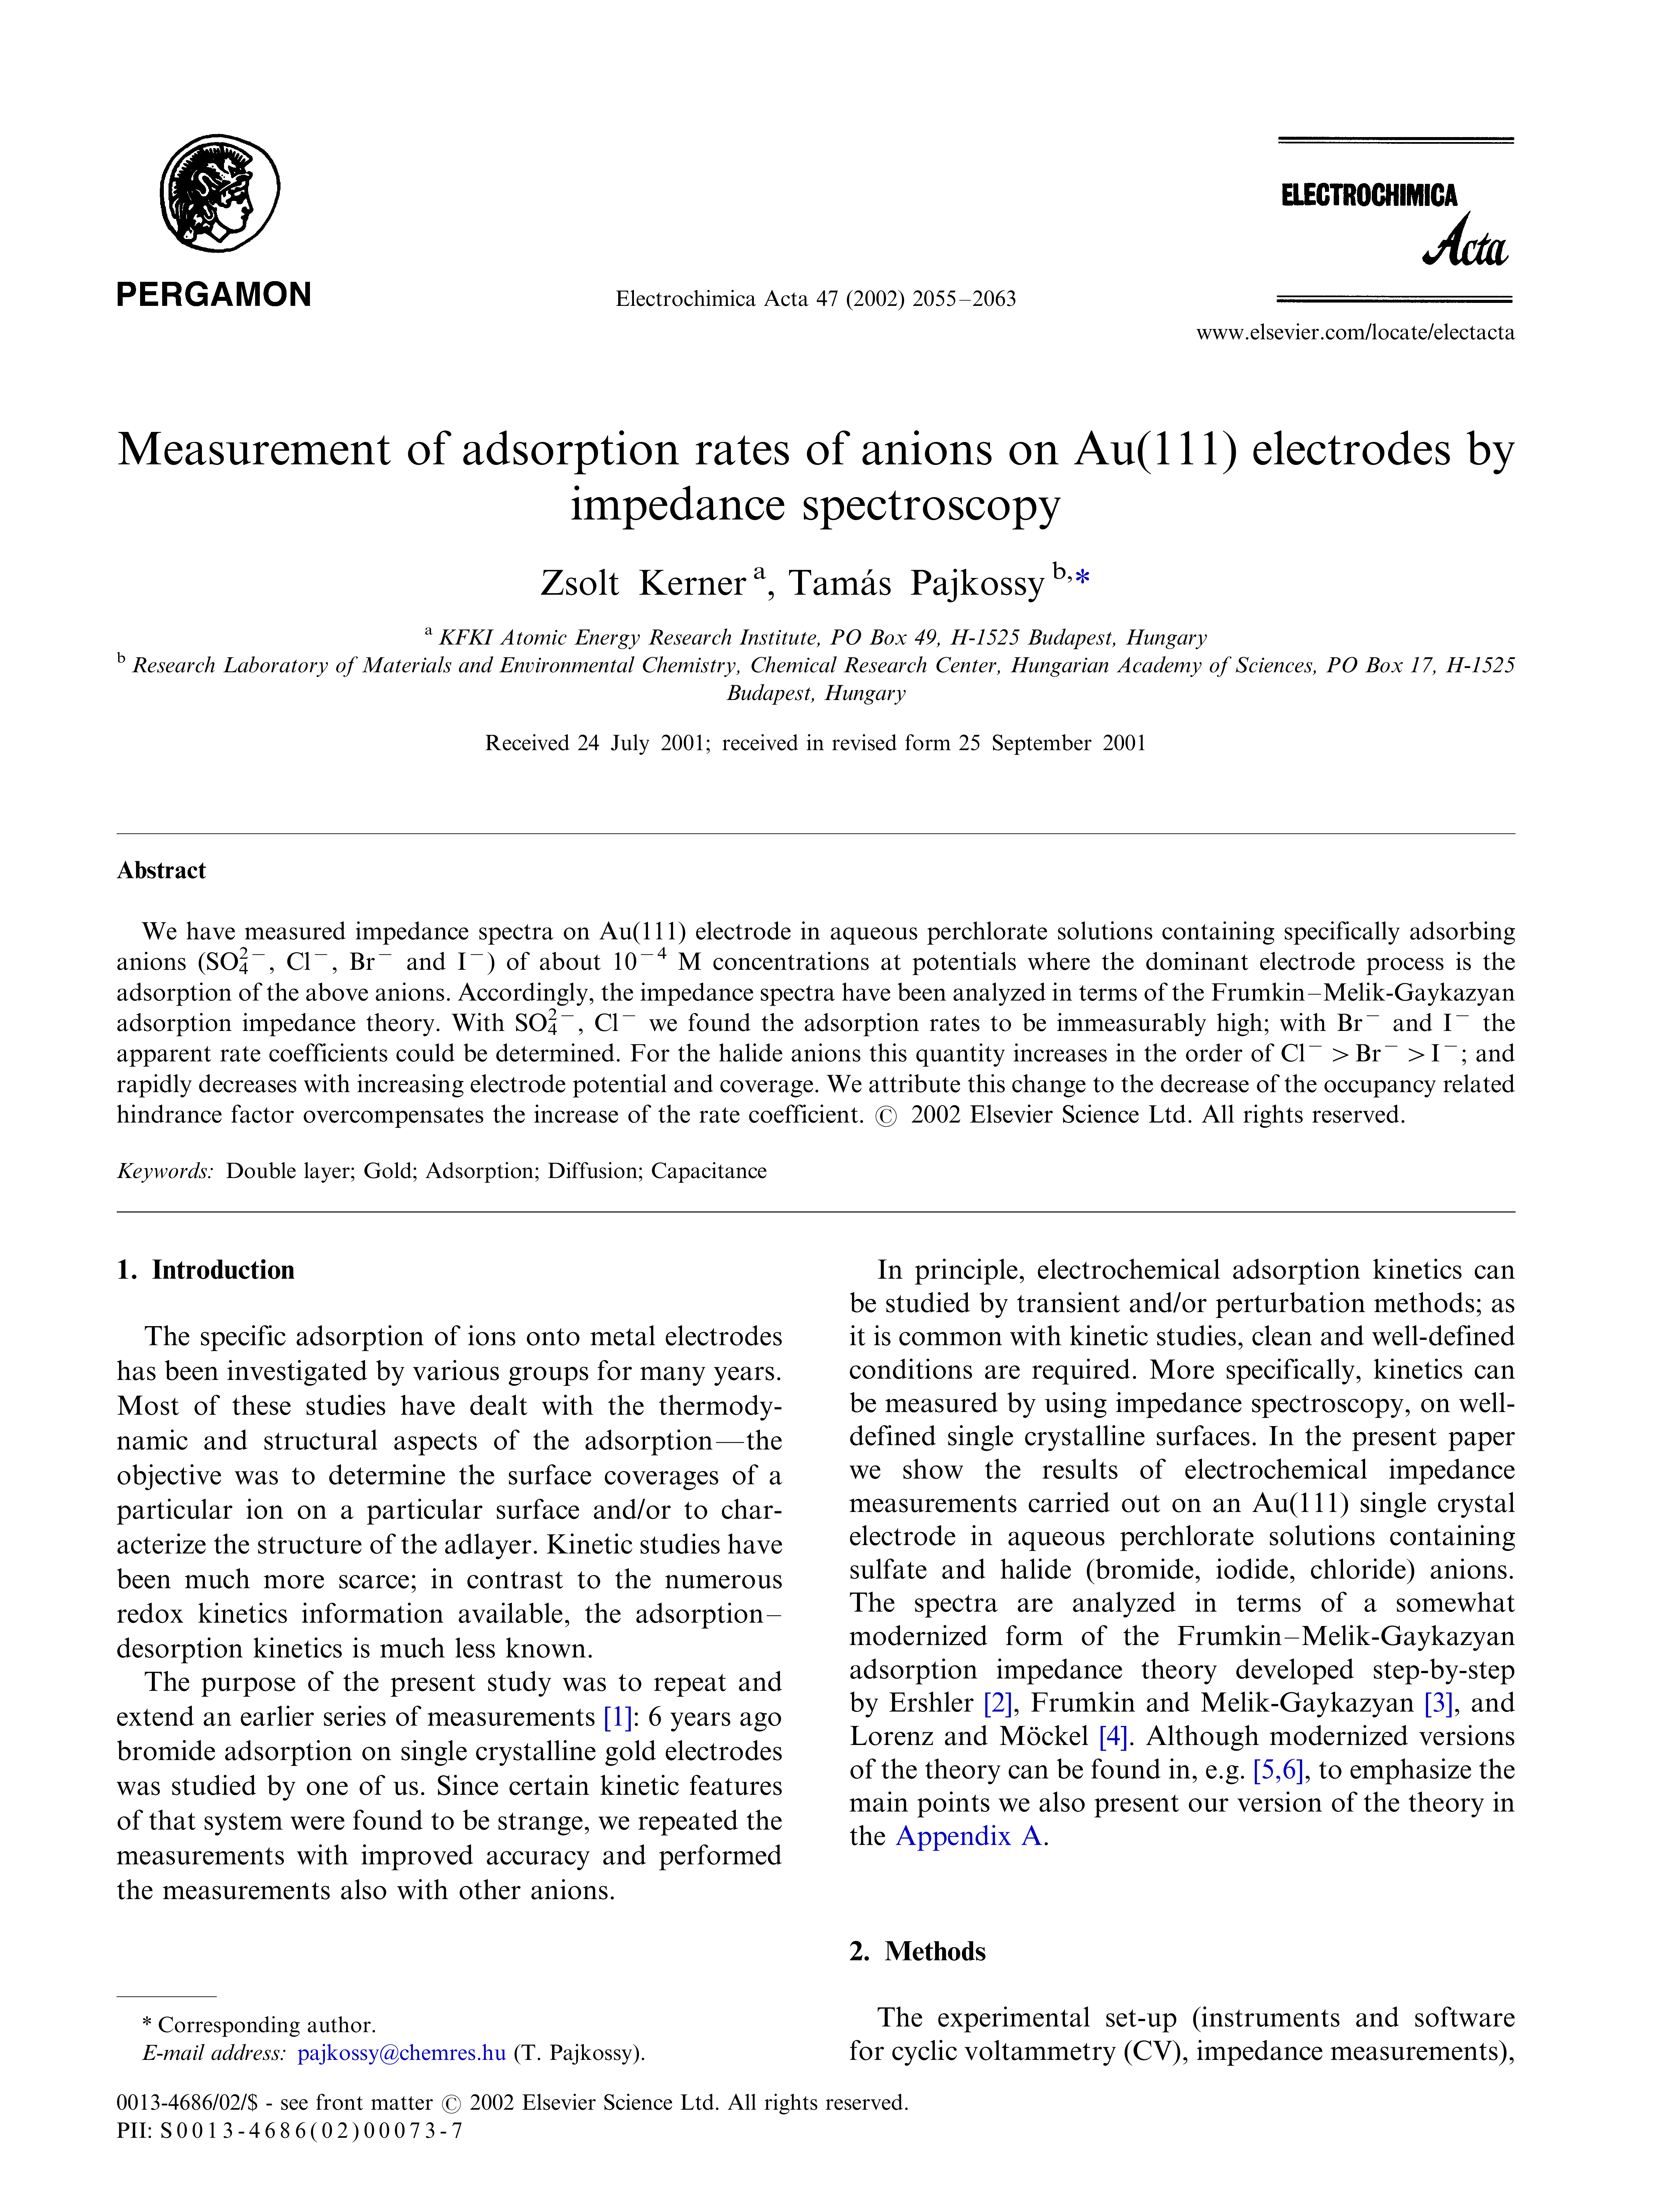 PERGAMON
Electrochimica Acta 47 (2002) 2055–2063
ELECTROCHIMICA
Acta
www.elsevier.com/locate/electacta
Measurement of adsorption rates of anions on Au(111) electrodes by
impedance spectroscopy
Zsolt Kerner a, Tamás Pajkossy b,*
a KFKI Atomic Energy Research Institute, PO Box 49, H-1525 Budapest, Hungary
b Research Laboratory of Materials and Environmental Chemistry, Chemical Research Center, Hungarian Academy of Sciences, PO Box 17, H-1525
Budapest, Hungary
Received 24 July 2001; received in revised form 25 September 2001
Abstract
We have measured impedance spectra on Au(111) electrode in aqueous perchlorate solutions containing specifically adsorbing
anions (SO₄²⁻, Cl⁻, Br⁻ and I⁻) of about 10⁻⁴ M concentrations at potentials where the dominant electrode process is the
adsorption of the above anions. Accordingly, the impedance spectra have been analyzed in terms of the Frumkin–Melik-Gaykazyan
adsorption impedance theory. With SO₄²⁻, Cl⁻ we found the adsorption rates to be immeasurably high; with Br⁻ and I⁻ the
apparent rate coefficients could be determined. For the halide anions this quantity increases in the order of Cl⁻ > Br⁻ > I⁻; and
rapidly decreases with increasing electrode potential and coverage. We attribute this change to the decrease of the occupancy related
hindrance factor overcompensates the increase of the rate coefficient. © 2002 Elsevier Science Ltd. All rights reserved.
Keywords: Double layer; Gold; Adsorption; Diffusion; Capacitance
1. Introduction
The specific adsorption of ions onto metal electrodes
has been investigated by various groups for many years.
Most of these studies have dealt with the thermody-
namic and structural aspects of the adsorption—the
objective was to determine the surface coverages of a
particular ion on a particular surface and/or to char-
acterize the structure of the adlayer. Kinetic studies have
been much more scarce; in contrast to the numerous
redox kinetics information available, the adsorption–
desorption kinetics is much less known.
The purpose of the present study was to repeat and
extend an earlier series of measurements [1]: 6 years ago
bromide adsorption on single crystalline gold electrodes
was studied by one of us. Since certain kinetic features
of that system were found to be strange, we repeated the
measurements with improved accuracy and performed
the measurements also with other anions.
* Corresponding author.
E-mail address: pajkossy@chemres.hu (T. Pajkossy).
In principle, electrochemical adsorption kinetics can
be studied by transient and/or perturbation methods; as
it is common with kinetic studies, clean and well-defined
conditions are required. More specifically, kinetics can
be measured by using impedance spectroscopy, on well-
defined single crystalline surfaces. In the present paper
we show the results of electrochemical impedance
measurements carried out on an Au(111) single crystal
electrode in aqueous perchlorate solutions containing
sulfate and halide (bromide, iodide, chloride) anions.
The spectra are analyzed in terms of a somewhat
modernized form of the Frumkin–Melik-Gaykazyan
adsorption impedance theory developed step-by-step
by Ershler [2], Frumkin and Melik-Gaykazyan [3], and
Lorenz and Möckel [4]. Although modernized versions
of the theory can be found in, e.g. [5,6], to emphasize the
main points we also present our version of the theory in
the Appendix A.
2. Methods
The experimental set-up (instruments and software
for cyclic voltammetry (CV), impedance measurements),
0013-4686/02/$ - see front matter © 2002 Elsevier Science Ltd. All rights reserved.
PII: S0013-4686(02)00073-7